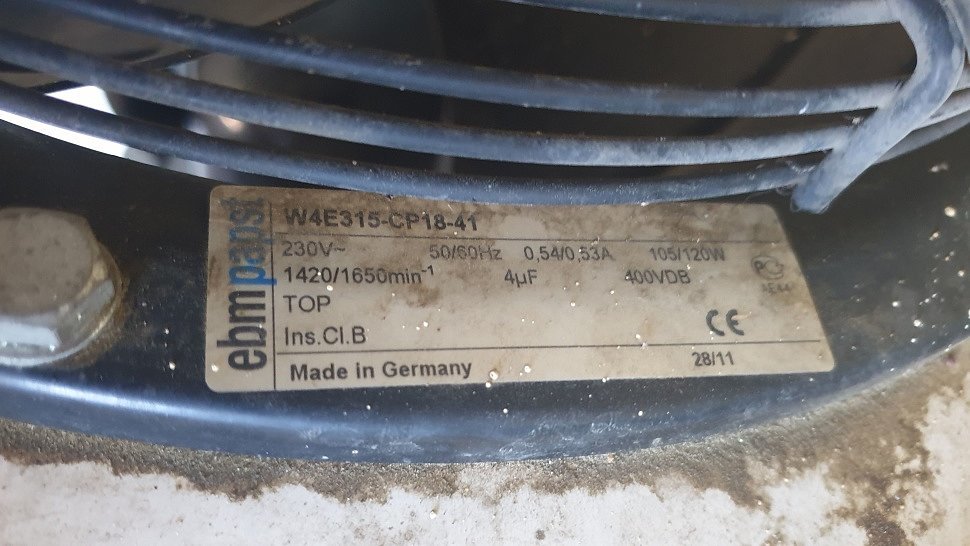 ebmpapst
W4E315-CP18-41
230V~ 50/60Hz 0,54/0,53A 105/120W
1420/1650min-1 4µF 400VDB
TOP
Ins.Cl.B
CE
Made in Germany 28/11